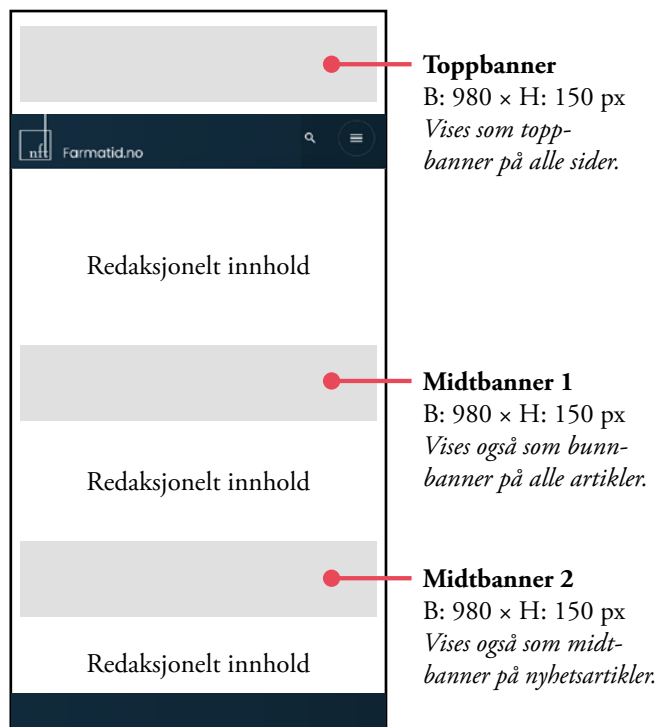 Toppbanner
B: 980 × H: 150 px
Vises som topp-
banner på alle sider.
nft Farmatid.no
Redaksjonelt innhold
Midtbanner 1
B: 980 × H: 150 px
Vises også som bunn-
banner på alle artikler.
Redaksjonelt innhold
Midtbanner 2
B: 980 × H: 150 px
Vises også som midt-
banner på nyhetsartikler.
Redaksjonelt innhold